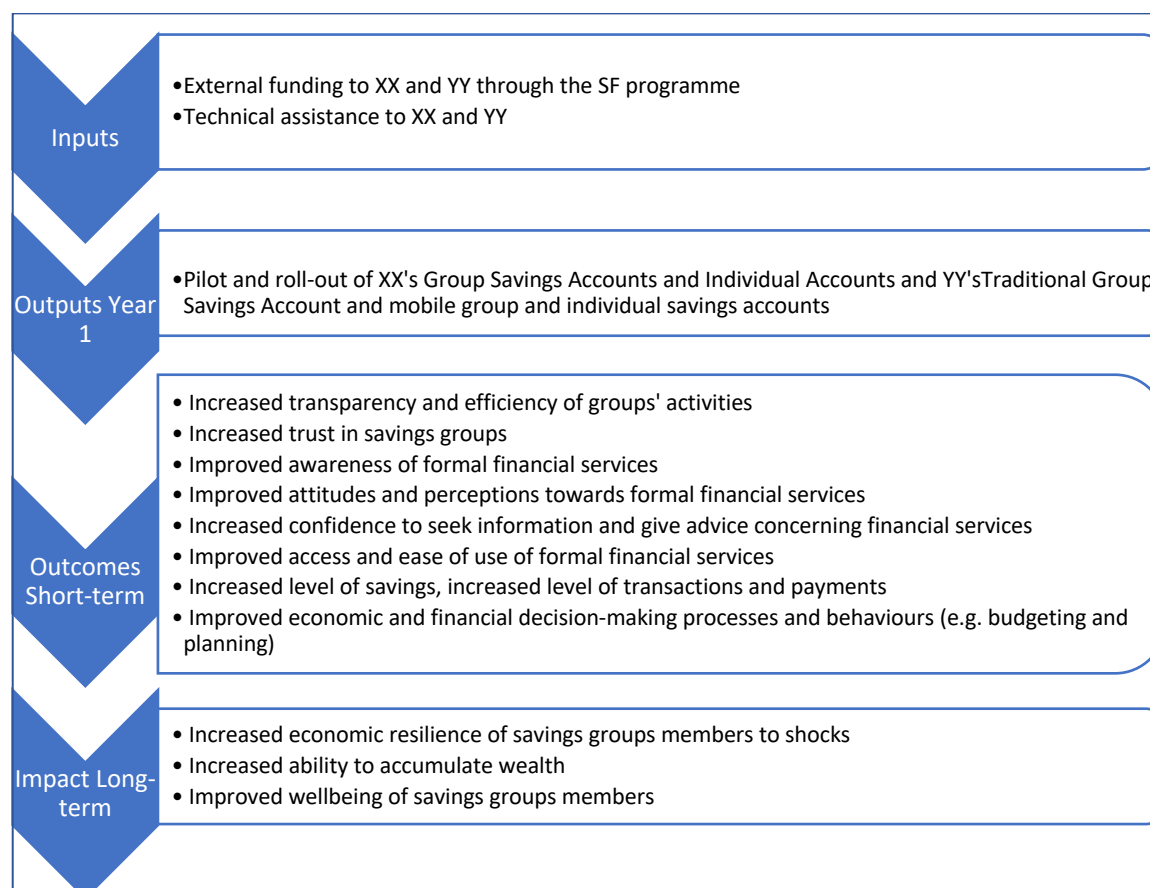 Inputs
•External funding to XX and YY through the SF programme
•Technical assistance to XX and YY
Outputs Year
1
•Pilot and roll-out of XX's Group Savings Accounts and Individual Accounts and YY'sTraditional Group
Savings Account and mobile group and individual savings accounts
Outcomes
Short-term
• Increased transparency and efficiency of groups' activities
• Increased trust in savings groups
• Improved awareness of formal financial services
• Improved attitudes and perceptions towards formal financial services
• Increased confidence to seek information and give advice concerning financial services
• Improved access and ease of use of formal financial services
• Increased level of savings, increased level of transactions and payments
• Improved economic and financial decision-making processes and behaviours (e.g. budgeting and
planning)
Impact Long-
term
• Increased economic resilience of savings groups members to shocks
• Increased ability to accumulate wealth
• Improved wellbeing of savings groups members